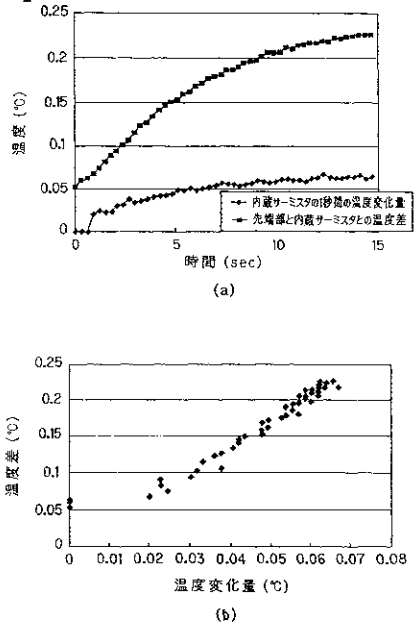 0.25
0.2
0.15
0.1
0.05
0
温度 (℃)
内蔵サーミスタの1秒間の温度変化量
先端部と内蔵サーミスタとの温度差
0 5 10 15
時間 (sec)
(a)
0.25
0.2
0.15
0.1
0.05
0
温度差 (℃)
0 0.01 0.02 0.03 0.04 0.05 0.06 0.07 0.08
温度変化量 (℃)
(b)